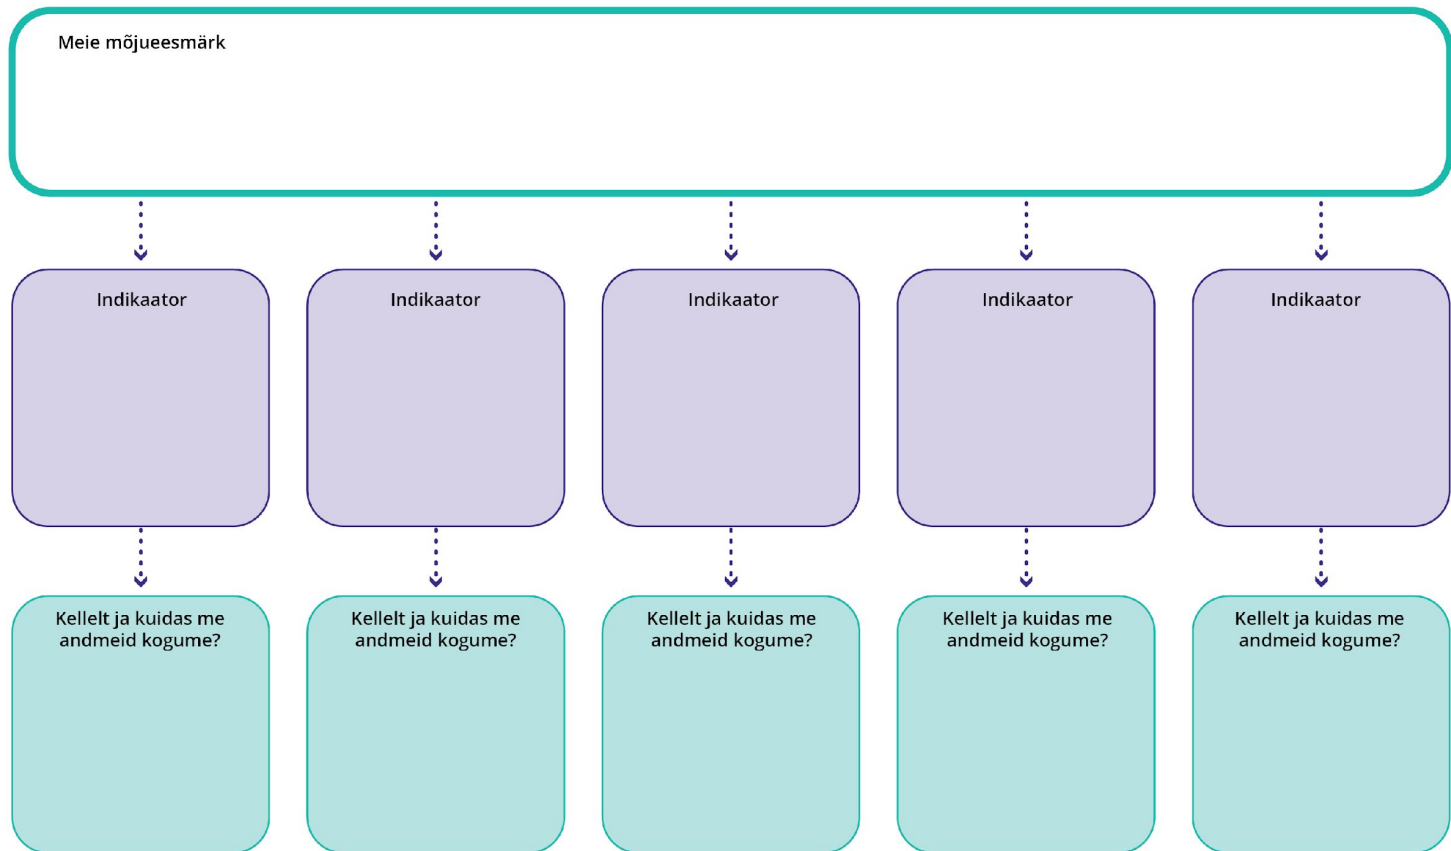 Meie mõjueesmärk
Indikaator
Indikaator
Indikaator
Indikaator
Indikaator
Kellelt ja kuidas me
andmeid kogume?
Kellelt ja kuidas me
andmeid kogume?
Kellelt ja kuidas me
andmeid kogume?
Kellelt ja kuidas me
andmeid kogume?
Kellelt ja kuidas me
andmeid kogume?